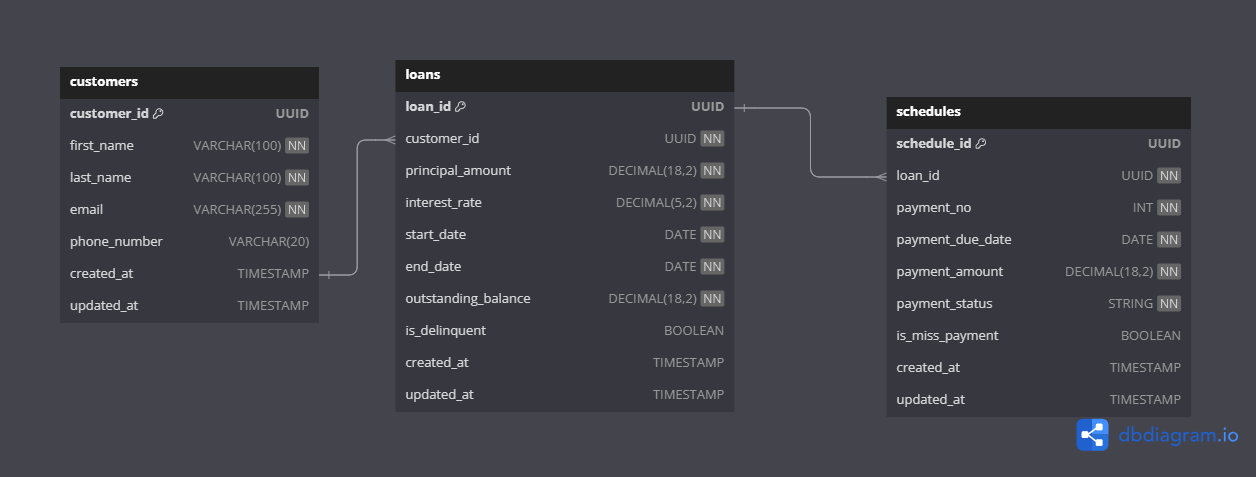 customers
customer_id UUID
first_name VARCHAR(100) NN
last_name VARCHAR(100) NN
email VARCHAR(255) NN
phone_number VARCHAR(20)
created_at TIMESTAMP
updated_at TIMESTAMP
loans
loan_id UUID
customer_id UUID NN
principal_amount DECIMAL(18,2) NN
interest_rate DECIMAL(5,2) NN
start_date DATE NN
end_date DATE NN
outstanding_balance DECIMAL(18,2) NN
is_delinquent BOOLEAN
created_at TIMESTAMP
updated_at TIMESTAMP
schedules
schedule_id UUID
loan_id UUID NN
payment_no INT NN
payment_due_date DATE NN
payment_amount DECIMAL(18,2) NN
payment_status STRING NN
is_miss_payment BOOLEAN
created_at TIMESTAMP
updated_at TIMESTAMP
dbdiagram.io